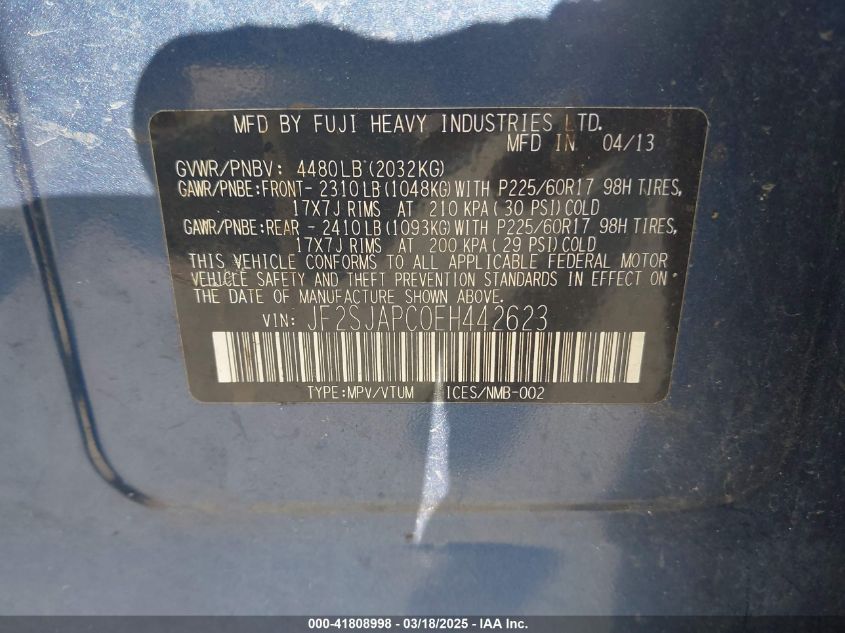 MFD BY FUJI HEAVY INDUSTRIES LTD.
MFD IN 04/13
GVWR/PNBV: 4480LB (2032KG)
GAWR/PNBE:FRONT- 2310LB(1048KG)WITH P225/60R17 98H TIRES,
17X7J RIMS AT 210 KPA( 30 PSI)COLD
GAWR/PNBE:REAR - 2410LB(1093KG)WITH P225/60R17 98H TIRES,
17X7J RIMS AT 200 KPA( 29 PSI)COLD
THIS VEHICLE CONFORMS TO ALL APPLICABLE FEDERAL MOTOR
VEHICLE SAFETY AND THEFT PREVENTION STANDARDS IN EFFECT ON
THE DATE OF MANUFACTURE SHOWN ABOVE.
VIN: JF2SJAPC0EH442623
TYPE:MPV/VTUM ICES/NMB-002
000-41808998 - 03/18/2025 - IAA Inc.